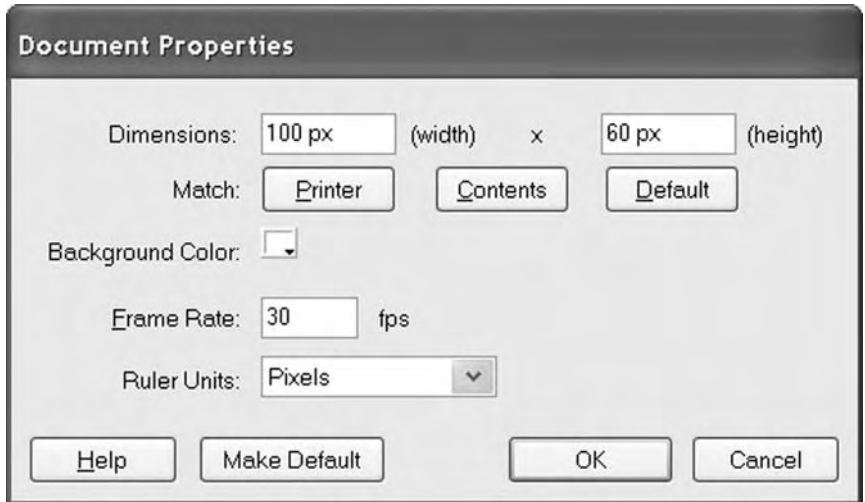 Document Properties
Dimensions: 100 px (width) x 60 px (height)
Match: Printer Contents Default
Background Color:
Frame Rate: 30 fps
Ruler Units: Pixels
Help Make Default OK Cancel